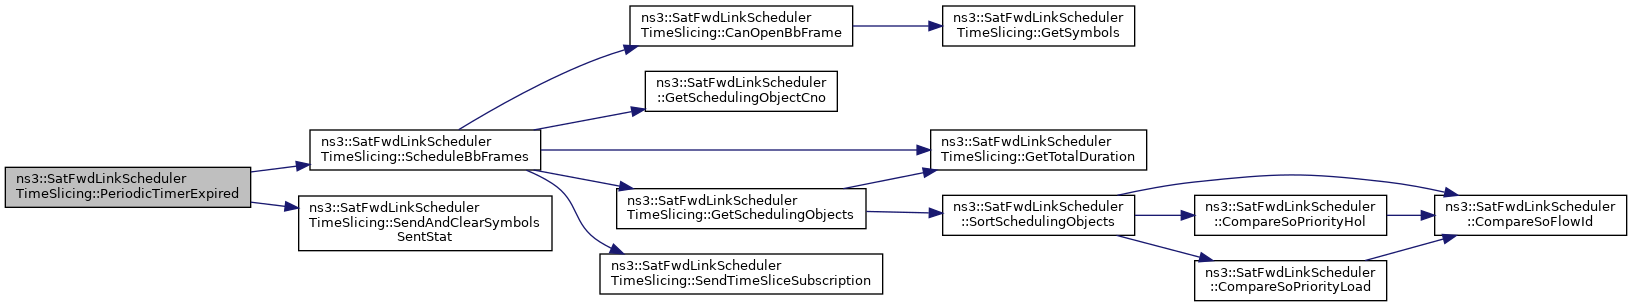 ns3::SatFwdLinkScheduler
TimeSlicing::PeriodicTimerExpired
ns3::SatFwdLinkScheduler
TimeSlicing::ScheduleBbFrames
ns3::SatFwdLinkScheduler
TimeSlicing::SendAndClearSymbols
SentStat
ns3::SatFwdLinkScheduler
TimeSlicing::CanOpenBbFrame
ns3::SatFwdLinkScheduler
::GetSchedulingObjectCno
ns3::SatFwdLinkScheduler
TimeSlicing::GetSchedulingObjects
ns3::SatFwdLinkScheduler
TimeSlicing::SendTimeSliceSubscription
ns3::SatFwdLinkScheduler
TimeSlicing::GetSymbols
ns3::SatFwdLinkScheduler
TimeSlicing::GetTotalDuration
ns3::SatFwdLinkScheduler
::SortSchedulingObjects
ns3::SatFwdLinkScheduler
::CompareSoPriorityHol
ns3::SatFwdLinkScheduler
::CompareSoPriorityLoad
ns3::SatFwdLinkScheduler
::CompareSoFlowId